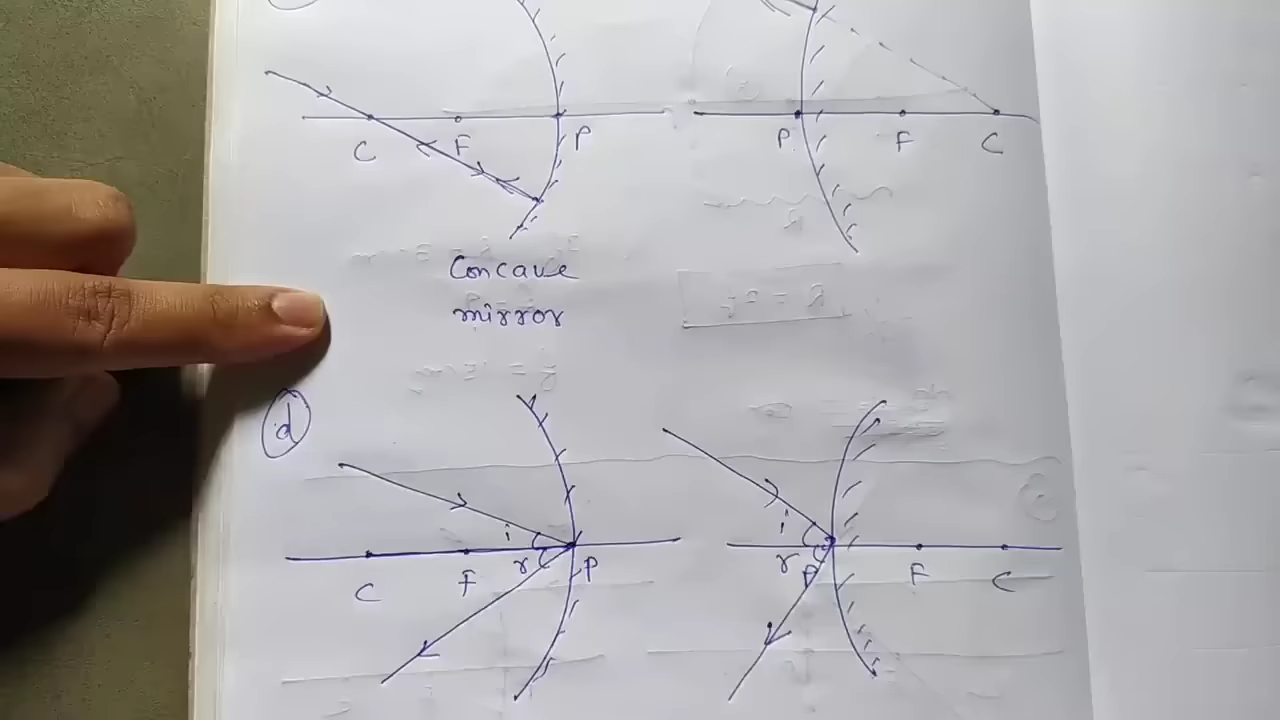 C F P
P. F C
Concave
mirror
d
i
r
C F P
i
r
P F C